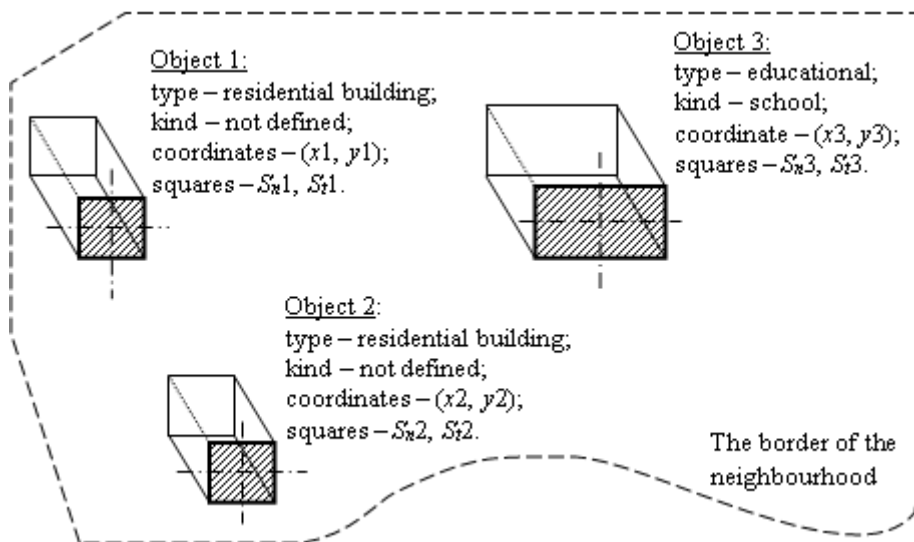 Object 1:
type – residential building;
kind – not defined;
coordinates – (x1, y1);
squares – Sn1, St1.
Object 3:
type – educational;
kind – school;
coordinate – (x3, y3);
squares – Sn3, St3.
Object 2:
type – residential building;
kind – not defined;
coordinates – (x2, y2);
squares – Sn2, St2.
The border of the
neighbourhood